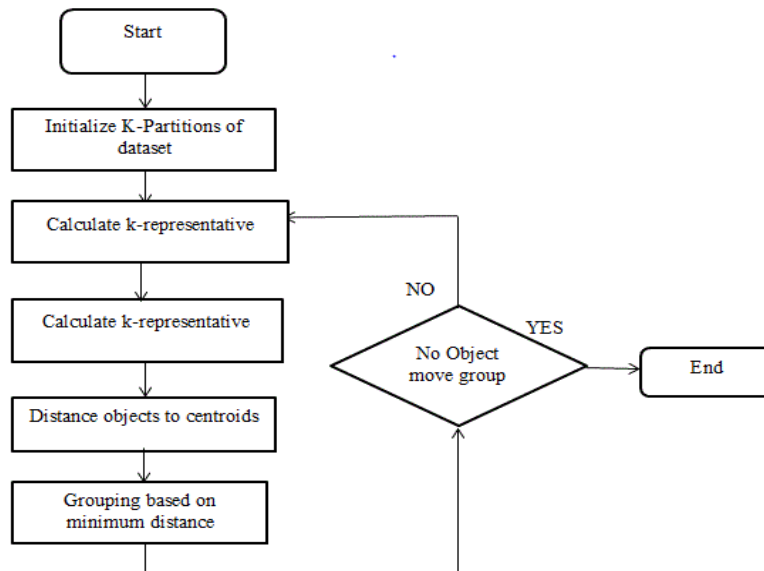 Start
Initialize K-Partitions of
dataset
Calculate k-representative
Calculate k-representative
Distance objects to centroids
Grouping based on
minimum distance
NO
YES
No Object
move group
End